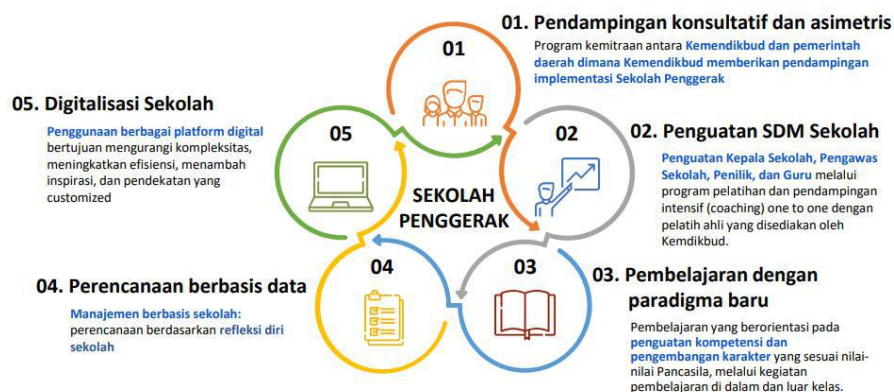 01. Pendampingan konsultatif dan asimetris
Program kemitraan antara Kemendikbud dan pemerintah
daerah dimana Kemendikbud memberikan pendampingan
implementasi Sekolah Penggerak
01
02
02. Penguatan SDM Sekolah
Penguatan Kepala Sekolah, Pengawas
Sekolah, Penilik, dan Guru melalui
program pelatihan dan pendampingan
intensif (coaching) one to one dengan
pelatih ahli yang disediakan oleh
Kemdikbud.
03
03. Pembelajaran dengan
paradigma baru
Pembelajaran yang berorientasi pada
penguatan kompetensi dan
pengembangan karakter yang sesuai nilai-
nilai Pancasila, melalui kegiatan
pembelajaran di dalam dan luar kelas.
04
04. Perencanaan berbasis data
Manajemen berbasis sekolah:
perencanaan berdasarkan refleksi diri
sekolah
05
05. Digitalisasi Sekolah
Penggunaan berbagai platform digital
bertujuan mengurangi kompleksitas,
meningkatkan efisiensi, menambah
inspirasi, dan pendekatan yang
customized
SEKOLAH
PENGGERAK